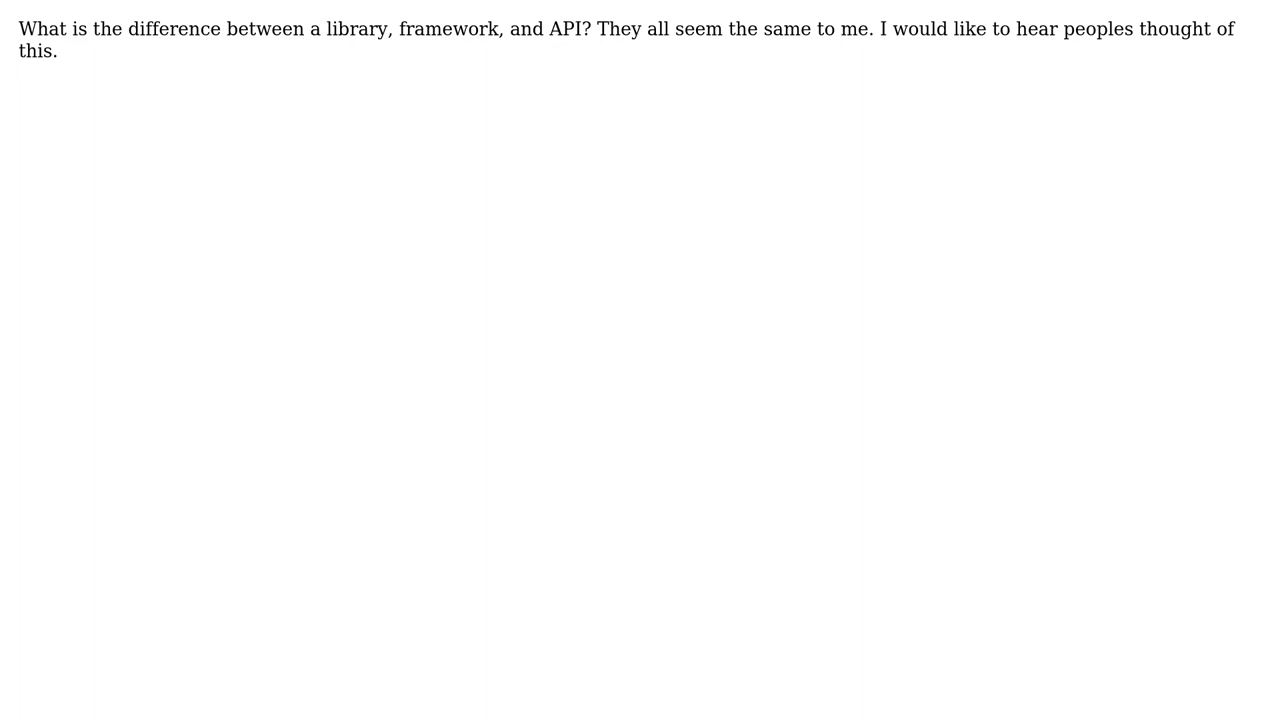 What is the difference between a library, framework, and API? They all seem the same to me. I would like to hear peoples thought of
this.